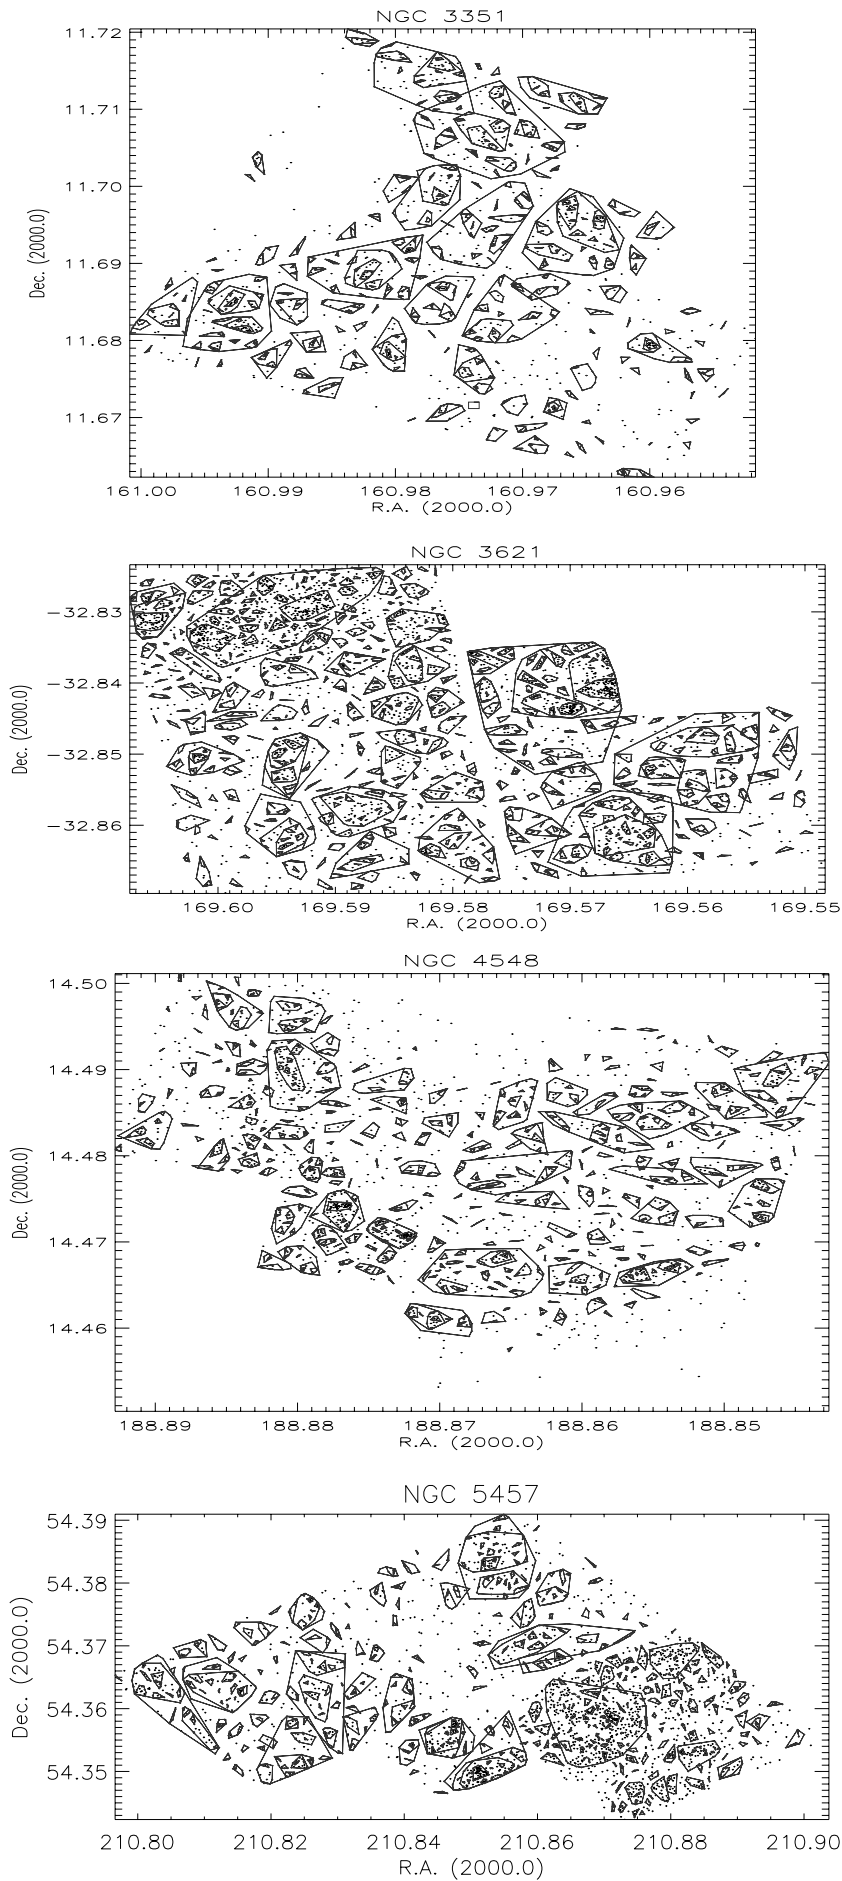 NGC 3351
11.72
11.71
11.70
11.69
11.68
11.67
Dec. (2000.0)
161.00 160.99 160.98 160.97 160.96
R.A. (2000.0)
NGC 3621
−32.83
−32.84
−32.85
−32.86
Dec. (2000.0)
169.60 169.59 169.58 169.57 169.56 169.55
R.A. (2000.0)
NGC 4548
14.50
14.49
14.48
14.47
14.46
Dec. (2000.0)
188.89 188.88 188.87 188.86 188.85
R.A. (2000.0)
NGC 5457
54.39
54.38
54.37
54.36
54.35
Dec. (2000.0)
210.80 210.82 210.84 210.86 210.88 210.90
R.A. (2000.0)